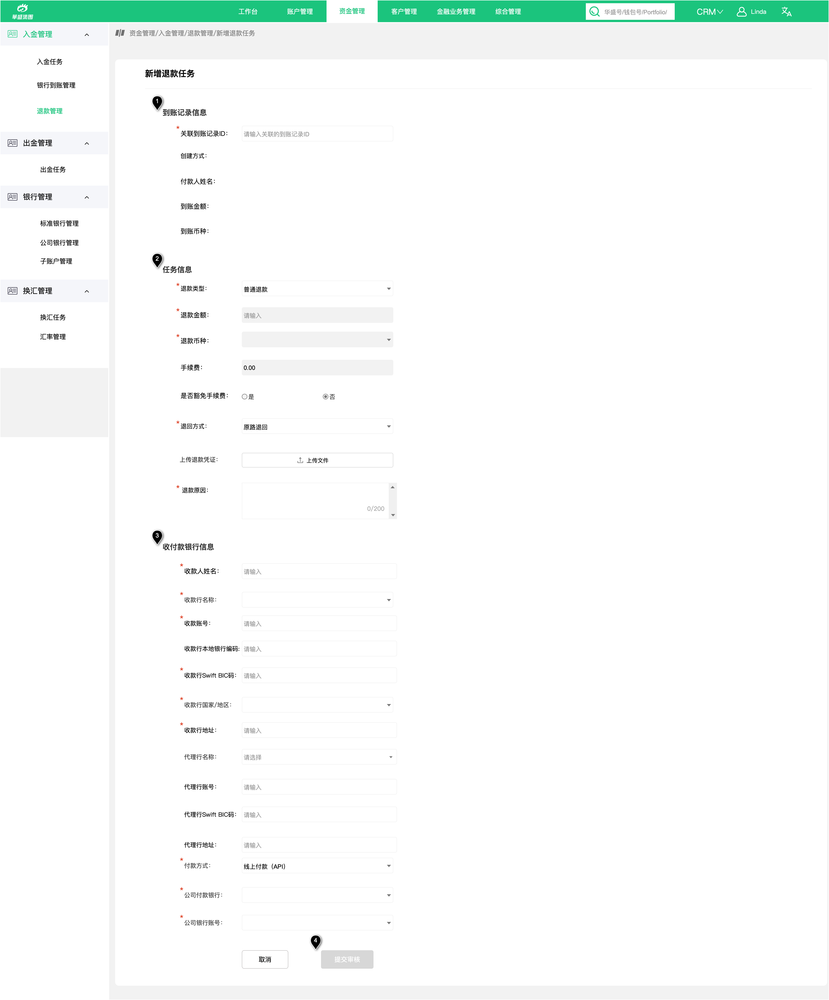 華盛集團
工作台
账户管理
资金管理
客户管理
金融业务管理
综合管理
华盛号/钱包号/Portfolio/
CRM
Linda
文A
入金管理
入金任务
银行到账管理
退款管理
出金管理
出金任务
银行管理
标准银行管理
公司银行管理
子账户管理
换汇管理
换汇任务
汇率管理
资金管理/入金管理/退款管理/新增退款任务
新增退款任务
1
到账记录信息
* 关联到账记录ID: 请输入关联的到账记录ID
创建方式:
付款人姓名:
到账金额:
到账币种:
2
任务信息
* 退款类型: 普通退款
* 退款金额: 请输入
* 退款币种:
手续费: 0.00
是否豁免手续费: 是 否
* 退回方式: 原路退回
上传退款凭证: 上传文件
* 退款原因:
0/200
3
收付款银行信息
* 收款人姓名: 请输入
* 收款行名称:
* 收款账号: 请输入
收款行本地银行编码: 请输入
* 收款行Swift BIC码: 请输入
* 收款行国家/地区:
* 收款行地址: 请输入
代理行名称: 请选择
代理行账号: 请输入
代理行Swift BIC码: 请输入
代理行地址: 请输入
* 付款方式: 线上付款（API）
* 公司付款银行:
* 公司银行账号:
4
取消 提交审核